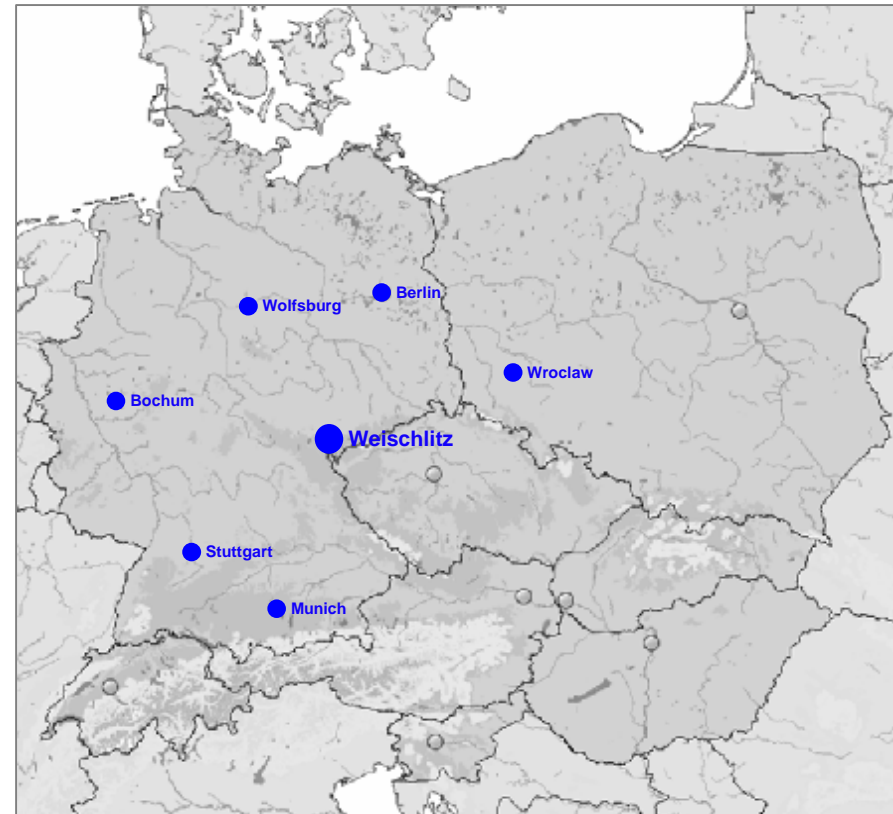 Berlin
Wolfsburg
Wroclaw
Bochum
Weischlitz
Stuttgart
Munich